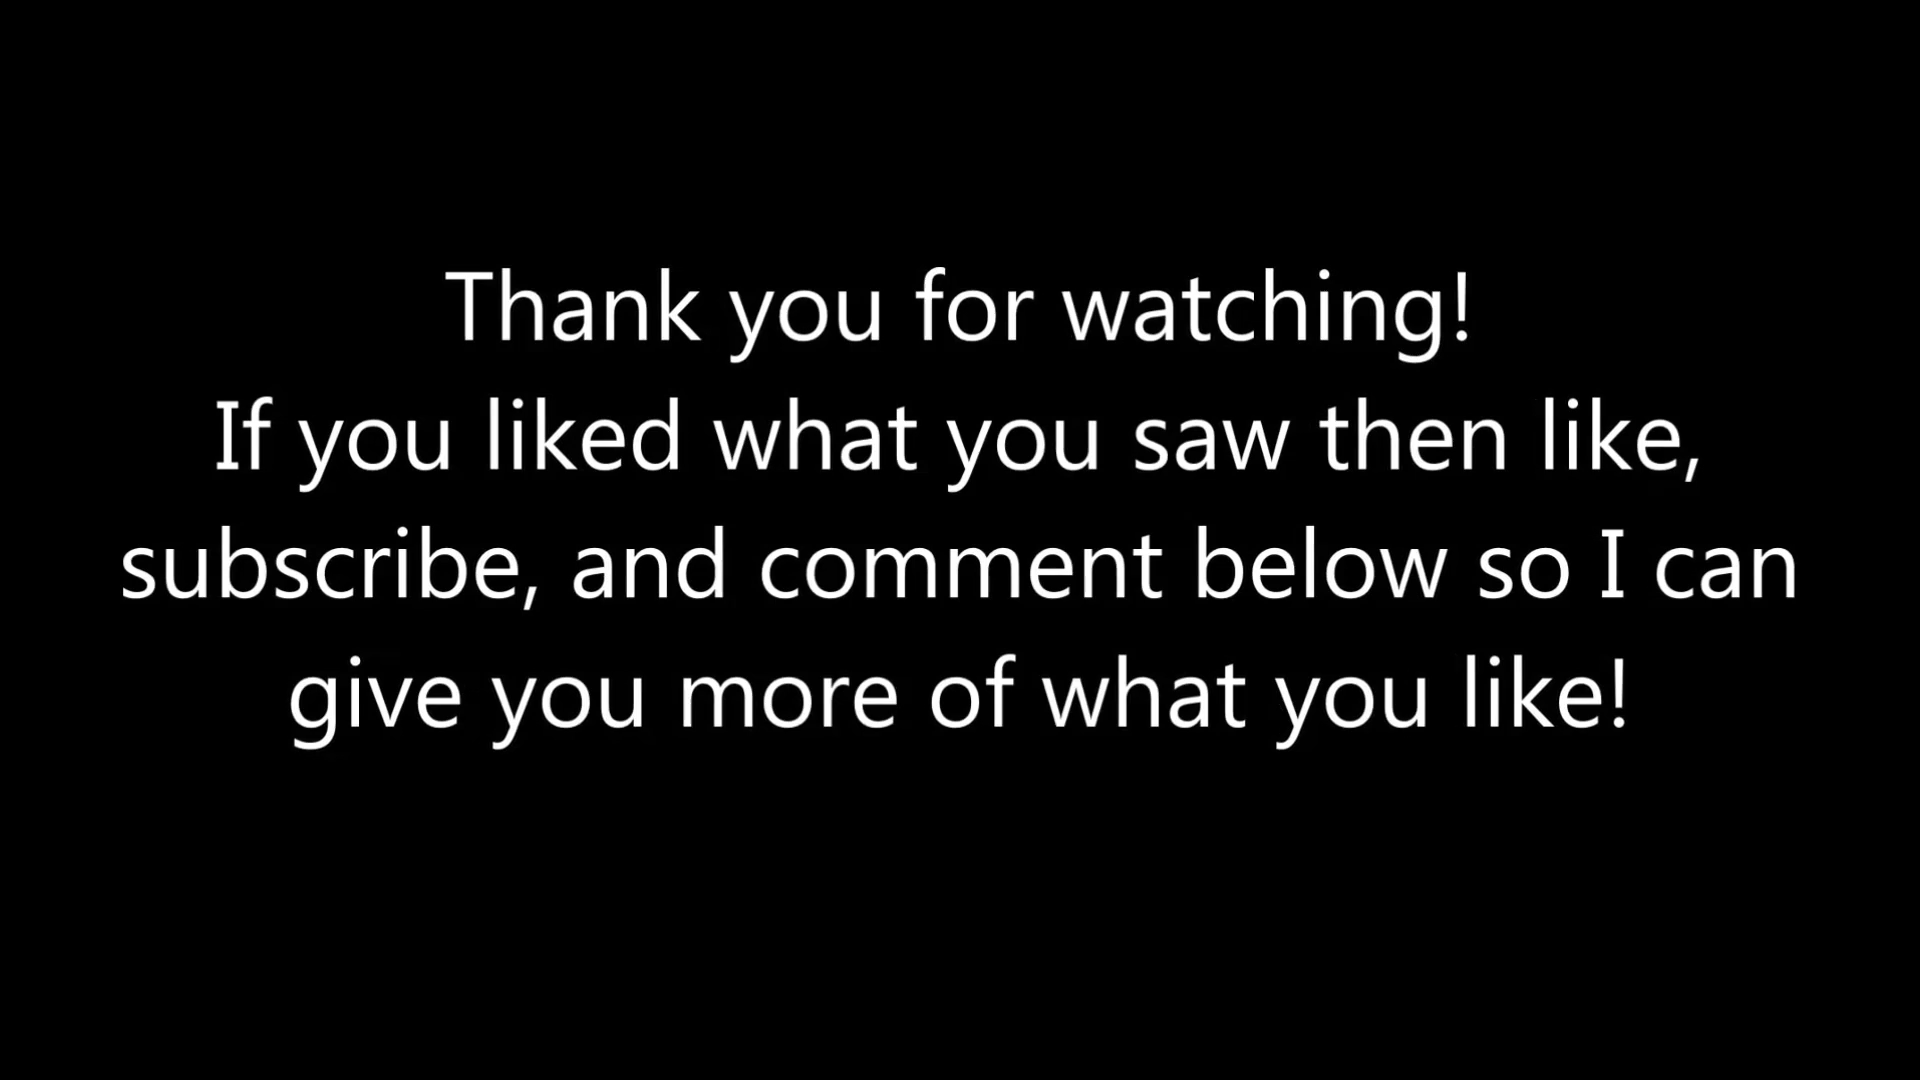 Thank you for watching!
If you liked what you saw then like,
subscribe, and comment below so I can
give you more of what you like!